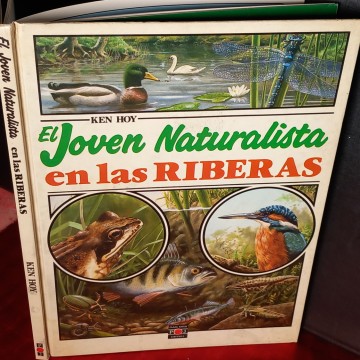 KEN HOY
El Joven Naturalista
en las RIBERAS
El Joven Naturalista en las RIBERAS
KEN HOY